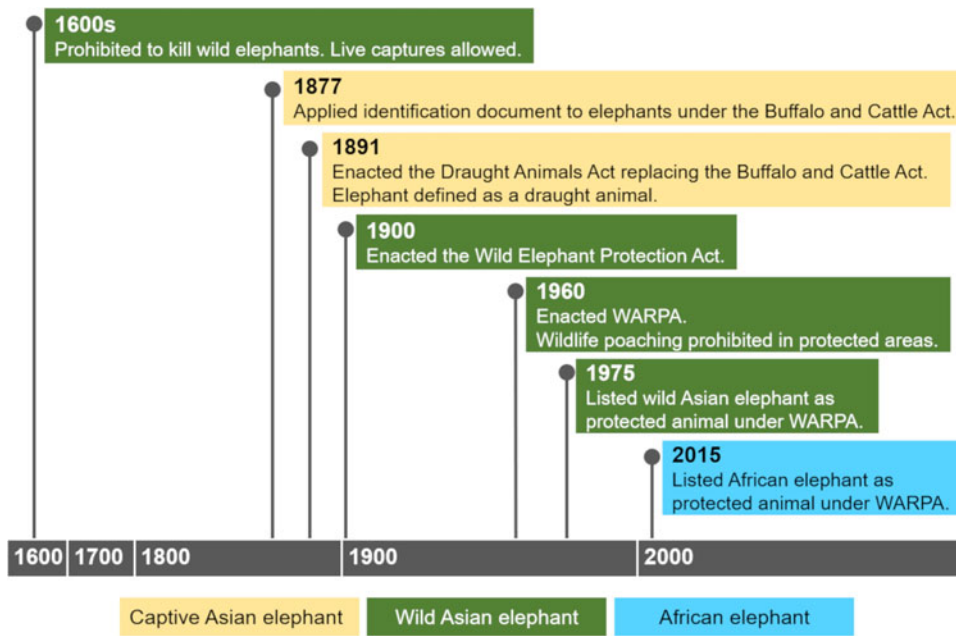 1600s
Prohibited to kill wild elephants. Live captures allowed.
1877
Applied identification document to elephants under the Buffalo and Cattle Act.
1891
Enacted the Draught Animals Act replacing the Buffalo and Cattle Act.
Elephant defined as a draught animal.
1900
Enacted the Wild Elephant Protection Act.
1960
Enacted WARPA.
Wildlife poaching prohibited in protected areas.
1975
Listed wild Asian elephant as
protected animal under WARPA.
2015
Listed African elephant as
protected animal under WARPA.
1600 1700 1800 1900 2000
Captive Asian elephant Wild Asian elephant African elephant